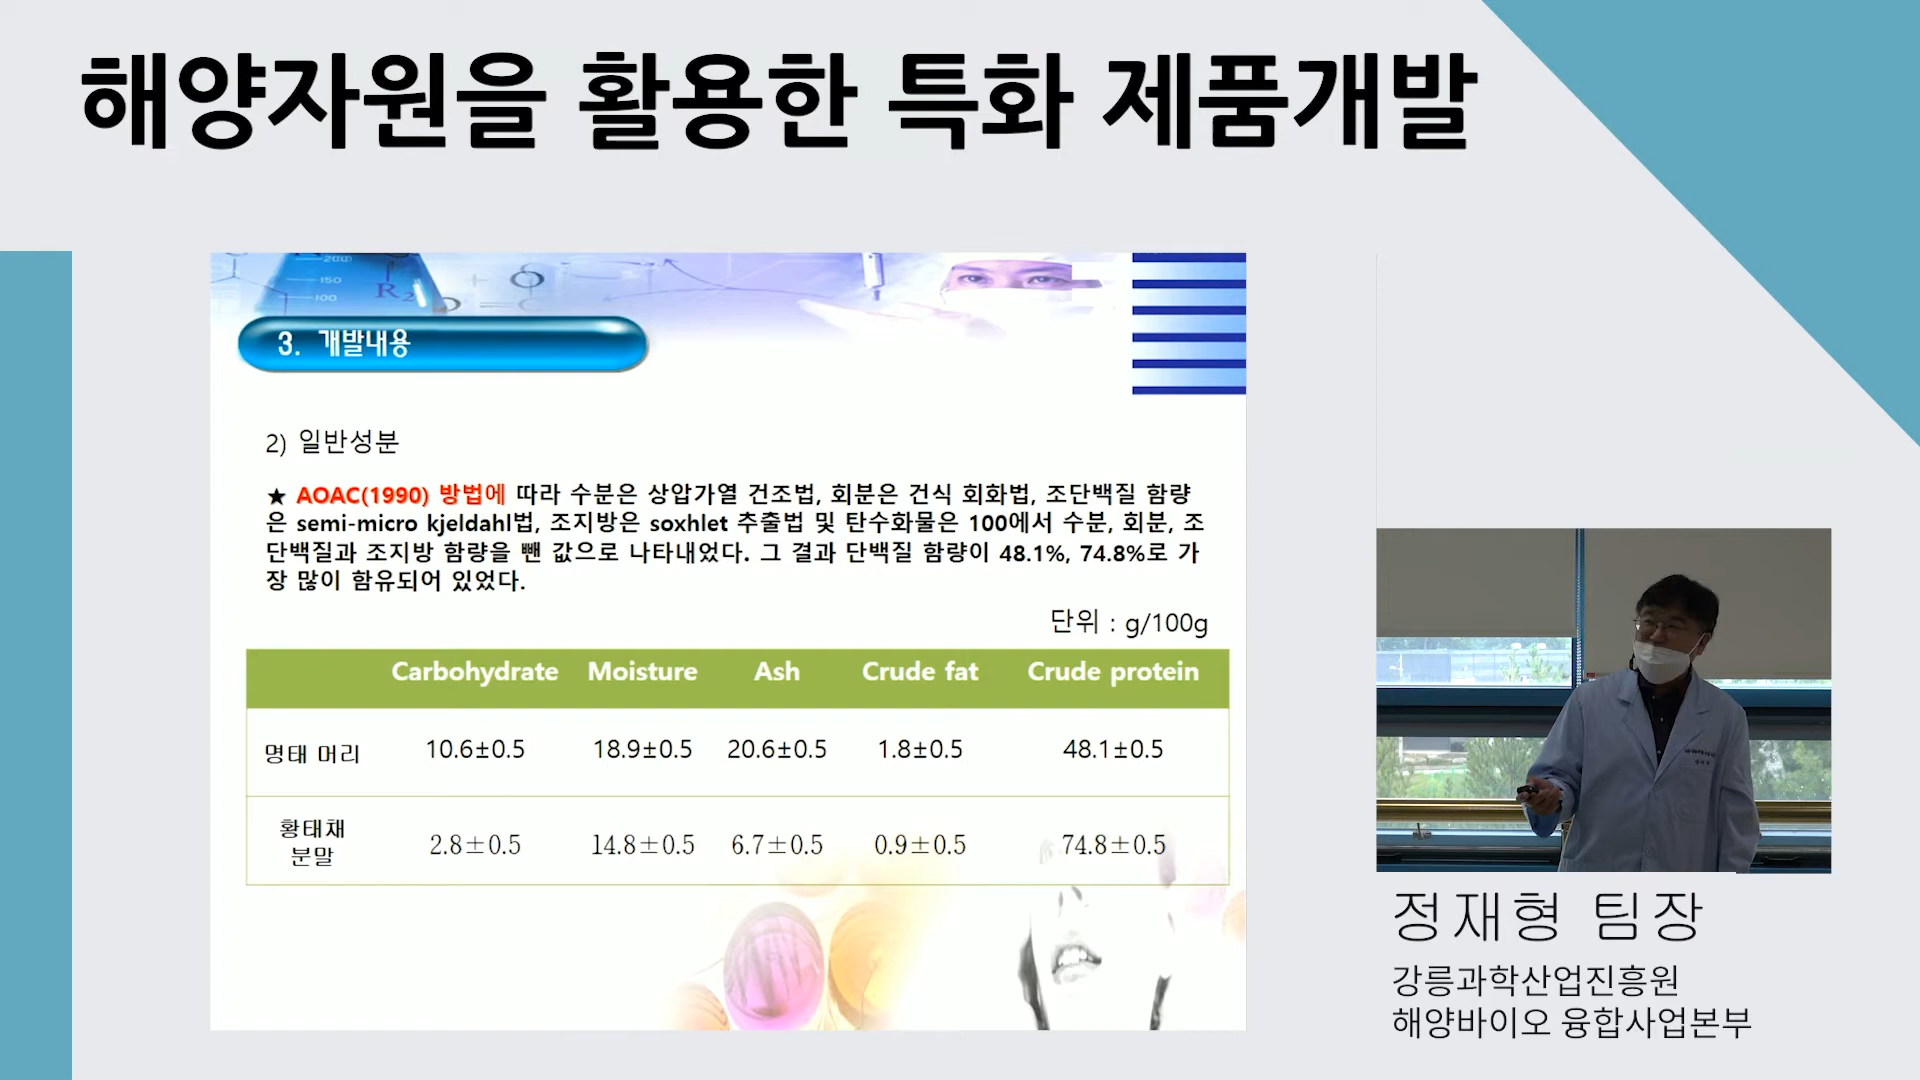 해양자원을 활용한 특화 제품개발
200
150
100
R2
3. 개발내용
2) 일반성분
★ AOAC(1990) 방법에 따라 수분은 상압가열 건조법, 회분은 건식 회화법, 조단백질 함량
은 semi-micro kjeldahl법, 조지방은 soxhlet 추출법 및 탄수화물은 100에서 수분, 회분, 조
단백질과 조지방 함량을 뺀 값으로 나타내었다. 그 결과 단백질 함량이 48.1%, 74.8%로 가
장 많이 함유되어 있었다.
단위 : g/100g
Carbohydrate Moisture Ash Crude fat Crude protein
명태 머리 10.6±0.5 18.9±0.5 20.6±0.5 1.8±0.5 48.1±0.5
황태채
분말 2.8±0.5 14.8±0.5 6.7±0.5 0.9±0.5 74.8±0.5
정재형 팀장
강릉과학산업진흥원
해양바이오 융합사업본부